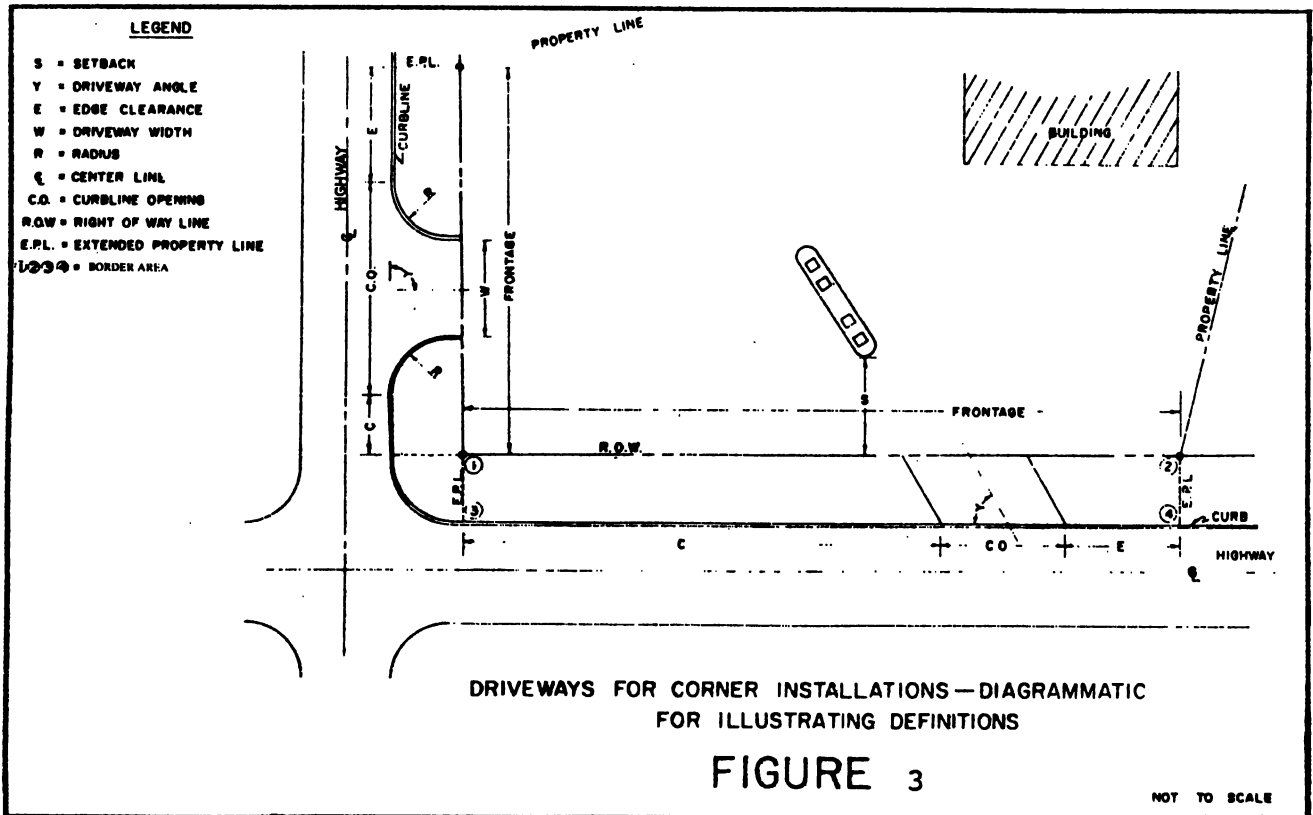 LEGEND
S = SETBACK
Y = DRIVEWAY ANGLE
E = EDGE CLEARANCE
W = DRIVEWAY WIDTH
R = RADIUS
℄ = CENTER LINE
C.O. = CURBLINE OPENING
R.O.W = RIGHT OF WAY LINE
E.P.L. = EXTENDED PROPERTY LINE
1234 = BORDER AREA
PROPERTY LINE
E.P.L.
E
CURBLINE
HIGHWAY
℄
R
C.O.
Y
W
FRONTAGE
R
C
BUILDING
PROPERTY LINE
S
FRONTAGE
R.O.W.
1
2
E.P.L
3
Y
4
E.P.L
CURB
C
C O
E
HIGHWAY
℄
DRIVEWAYS FOR CORNER INSTALLATIONS — DIAGRAMMATIC
FOR ILLUSTRATING DEFINITIONS
FIGURE 3
NOT TO SCALE